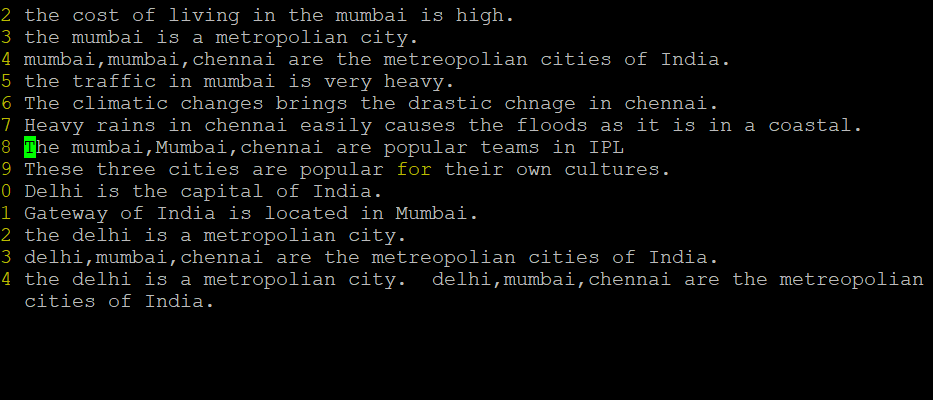 2 the cost of living in the mumbai is high.
3 the mumbai is a metropolian city.
4 mumbai,mumbai,chennai are the metreopolian cities of India.
5 the traffic in mumbai is very heavy.
6 The climatic changes brings the drastic chnage in chennai.
7 Heavy rains in chennai easily causes the floods as it is in a coastal.
8 The mumbai,Mumbai,chennai are popular teams in IPL
9 These three cities are popular for their own cultures.
0 Delhi is the capital of India.
1 Gateway of India is located in Mumbai.
2 the delhi is a metropolian city.
3 delhi,mumbai,chennai are the metreopolian cities of India.
4 the delhi is a metropolian city.  delhi,mumbai,chennai are the metreopolian
cities of India.